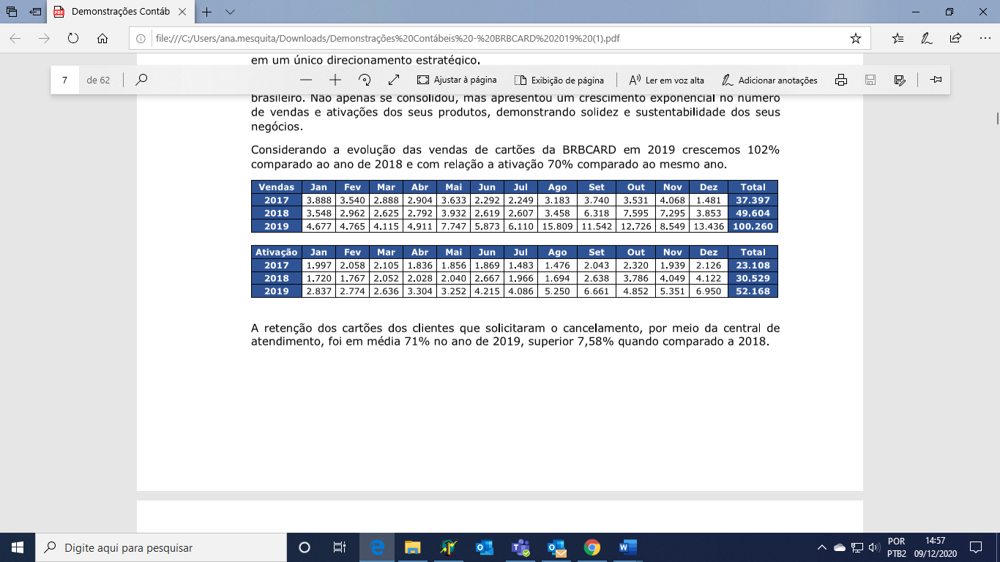 Demonstrações Contáb
file:///C:/Users/ana.mesquita/Downloads/Demonstrações%20Contábeis%20-%20BRBCARD%202019%20(1).pdf
em um único direcionamento estratégico.
7 de 62 Ajustar à página Exibição de página Ler em voz alta Adicionar anotações
brasileiro. Não apenas se consolidou, mas apresentou um crescimento exponencial no número
de vendas e ativações dos seus produtos, demonstrando solidez e sustentabilidade dos seus
negócios.
Considerando a evolução das vendas de cartões da BRBCARD em 2019 crescemos 102%
comparado ao ano de 2018 e com relação a ativação 70% comparado ao mesmo ano.
Vendas Jan Fev Mar Abr Mai Jun Jul Ago Set Out Nov Dez Total
2017 3.888 3.540 2.888 2.904 3.633 2.292 2.249 3.183 3.740 3.531 4.068 1.481 37.397
2018 3.548 2.962 2.625 2.792 3.932 2.619 2.607 3.458 6.318 7.595 7.295 3.853 49.604
2019 4.677 4.765 4.115 4.911 7.747 5.873 6.110 15.809 11.542 12.726 8.549 13.436 100.260
Ativação Jan Fev Mar Abr Mai Jun Jul Ago Set Out Nov Dez Total
2017 1.997 2.058 2.105 1.836 1.856 1.869 1.483 1.476 2.043 2.320 1.939 2.126 23.108
2018 1.720 1.767 2.052 2.028 2.040 2.667 1.966 1.694 2.638 3.786 4.049 4.122 30.529
2019 2.837 2.774 2.636 3.304 3.252 4.215 4.086 5.250 6.661 4.852 5.351 6.950 52.168
A retenção dos cartões dos clientes que solicitaram o cancelamento, por meio da central de
atendimento, foi em média 71% no ano de 2019, superior 7,58% quando comparado a 2018.
Digite aqui para pesquisar
POR 14:57
PTB2 09/12/2020